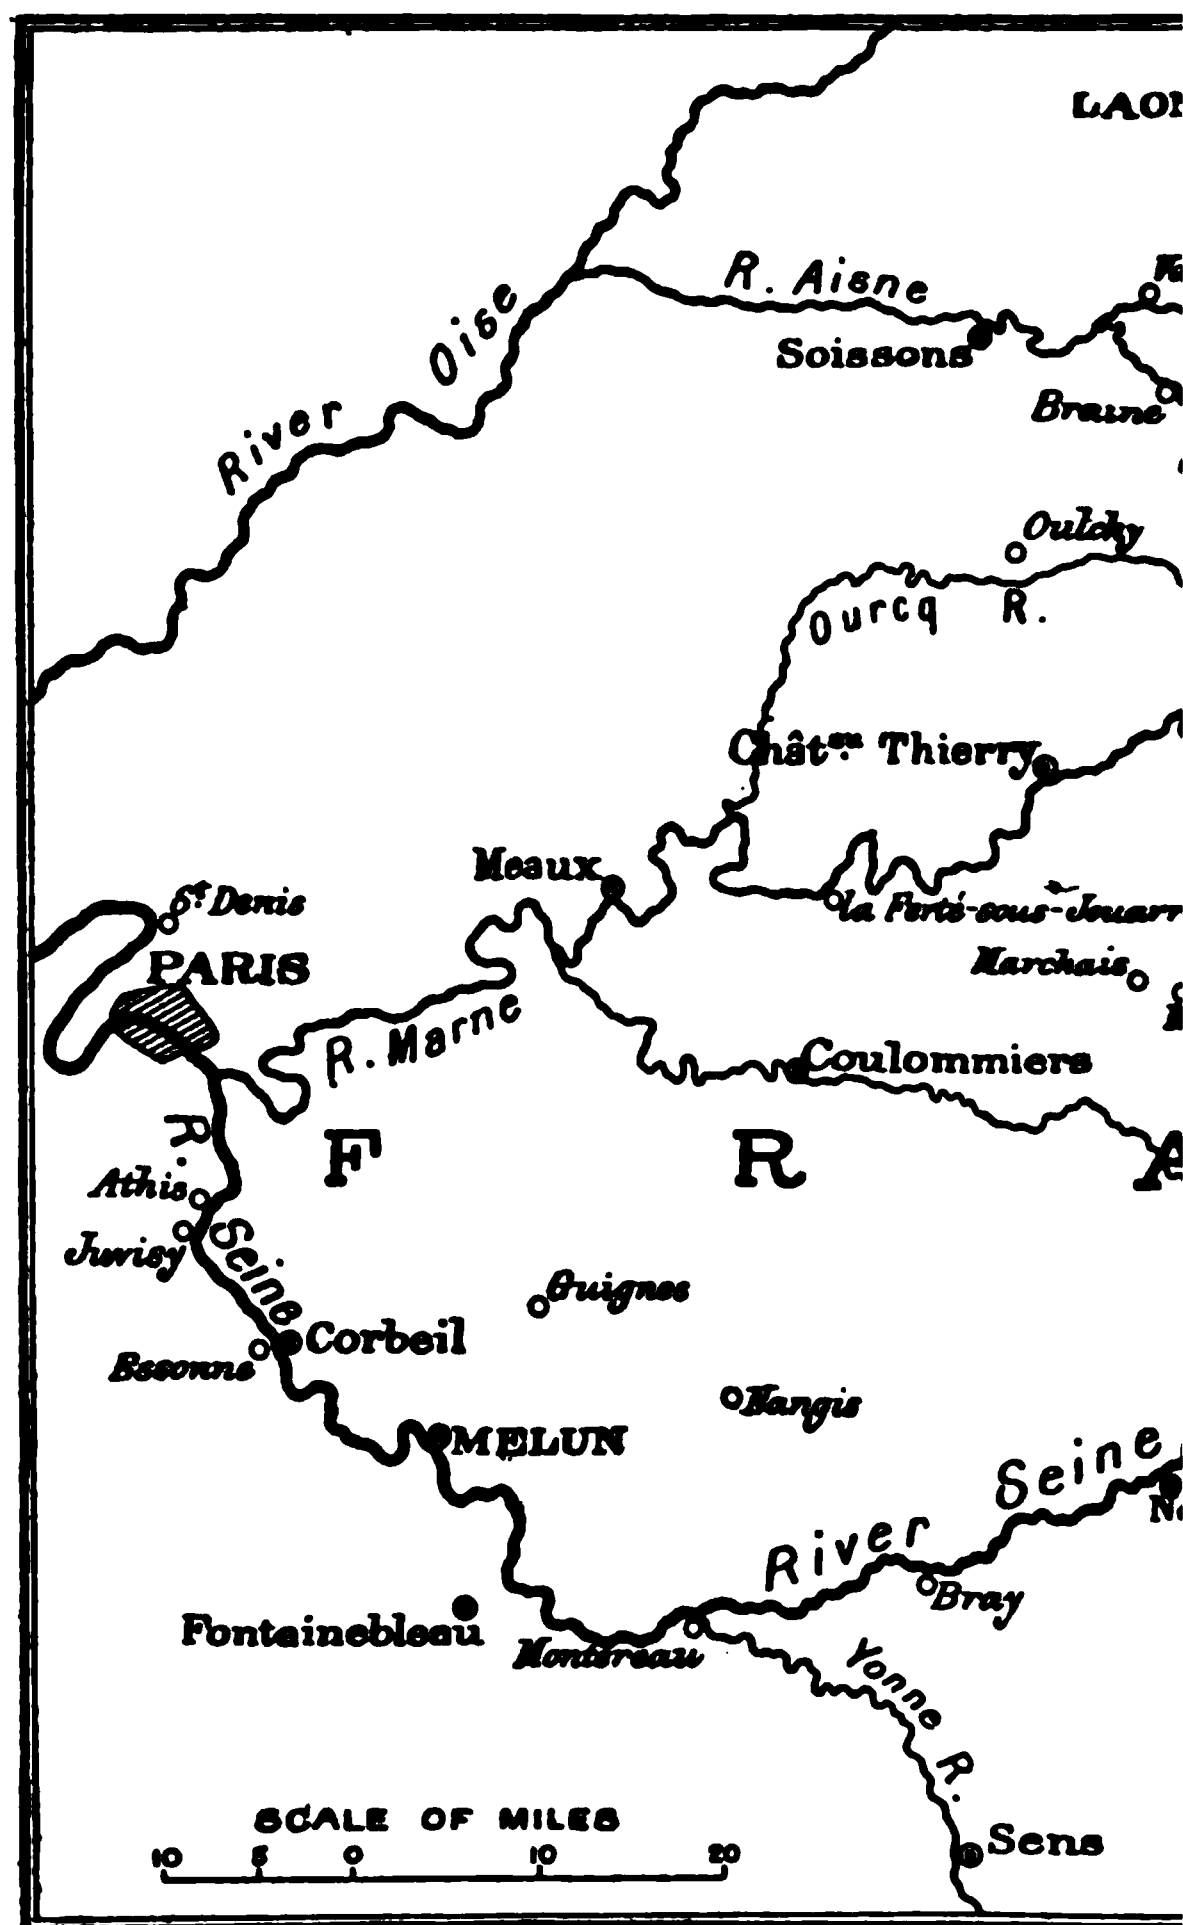 LAON
R. Aisne
River Oise
Soissons
Braine
Oulchy
Ourcq R.
Chât.au Thierry
Meaux
St. Denis
la Ferté-sous-Jouarr
PARIS
Marchais
R. Marne
Coulommiers
F R A
R. Seine
Athis
Juvisy
Guignes
Corbeil
Essonne
Nangis
MELUN
River Seine
Bray
Fontainebleau
Montereau
Yonne R.
SCALE OF MILES
10 5 0 10 20
Sens